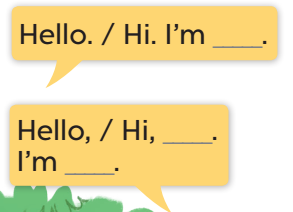 Hello. / Hi. I'm ____.
Hello, / Hi, ____.
I'm ____.